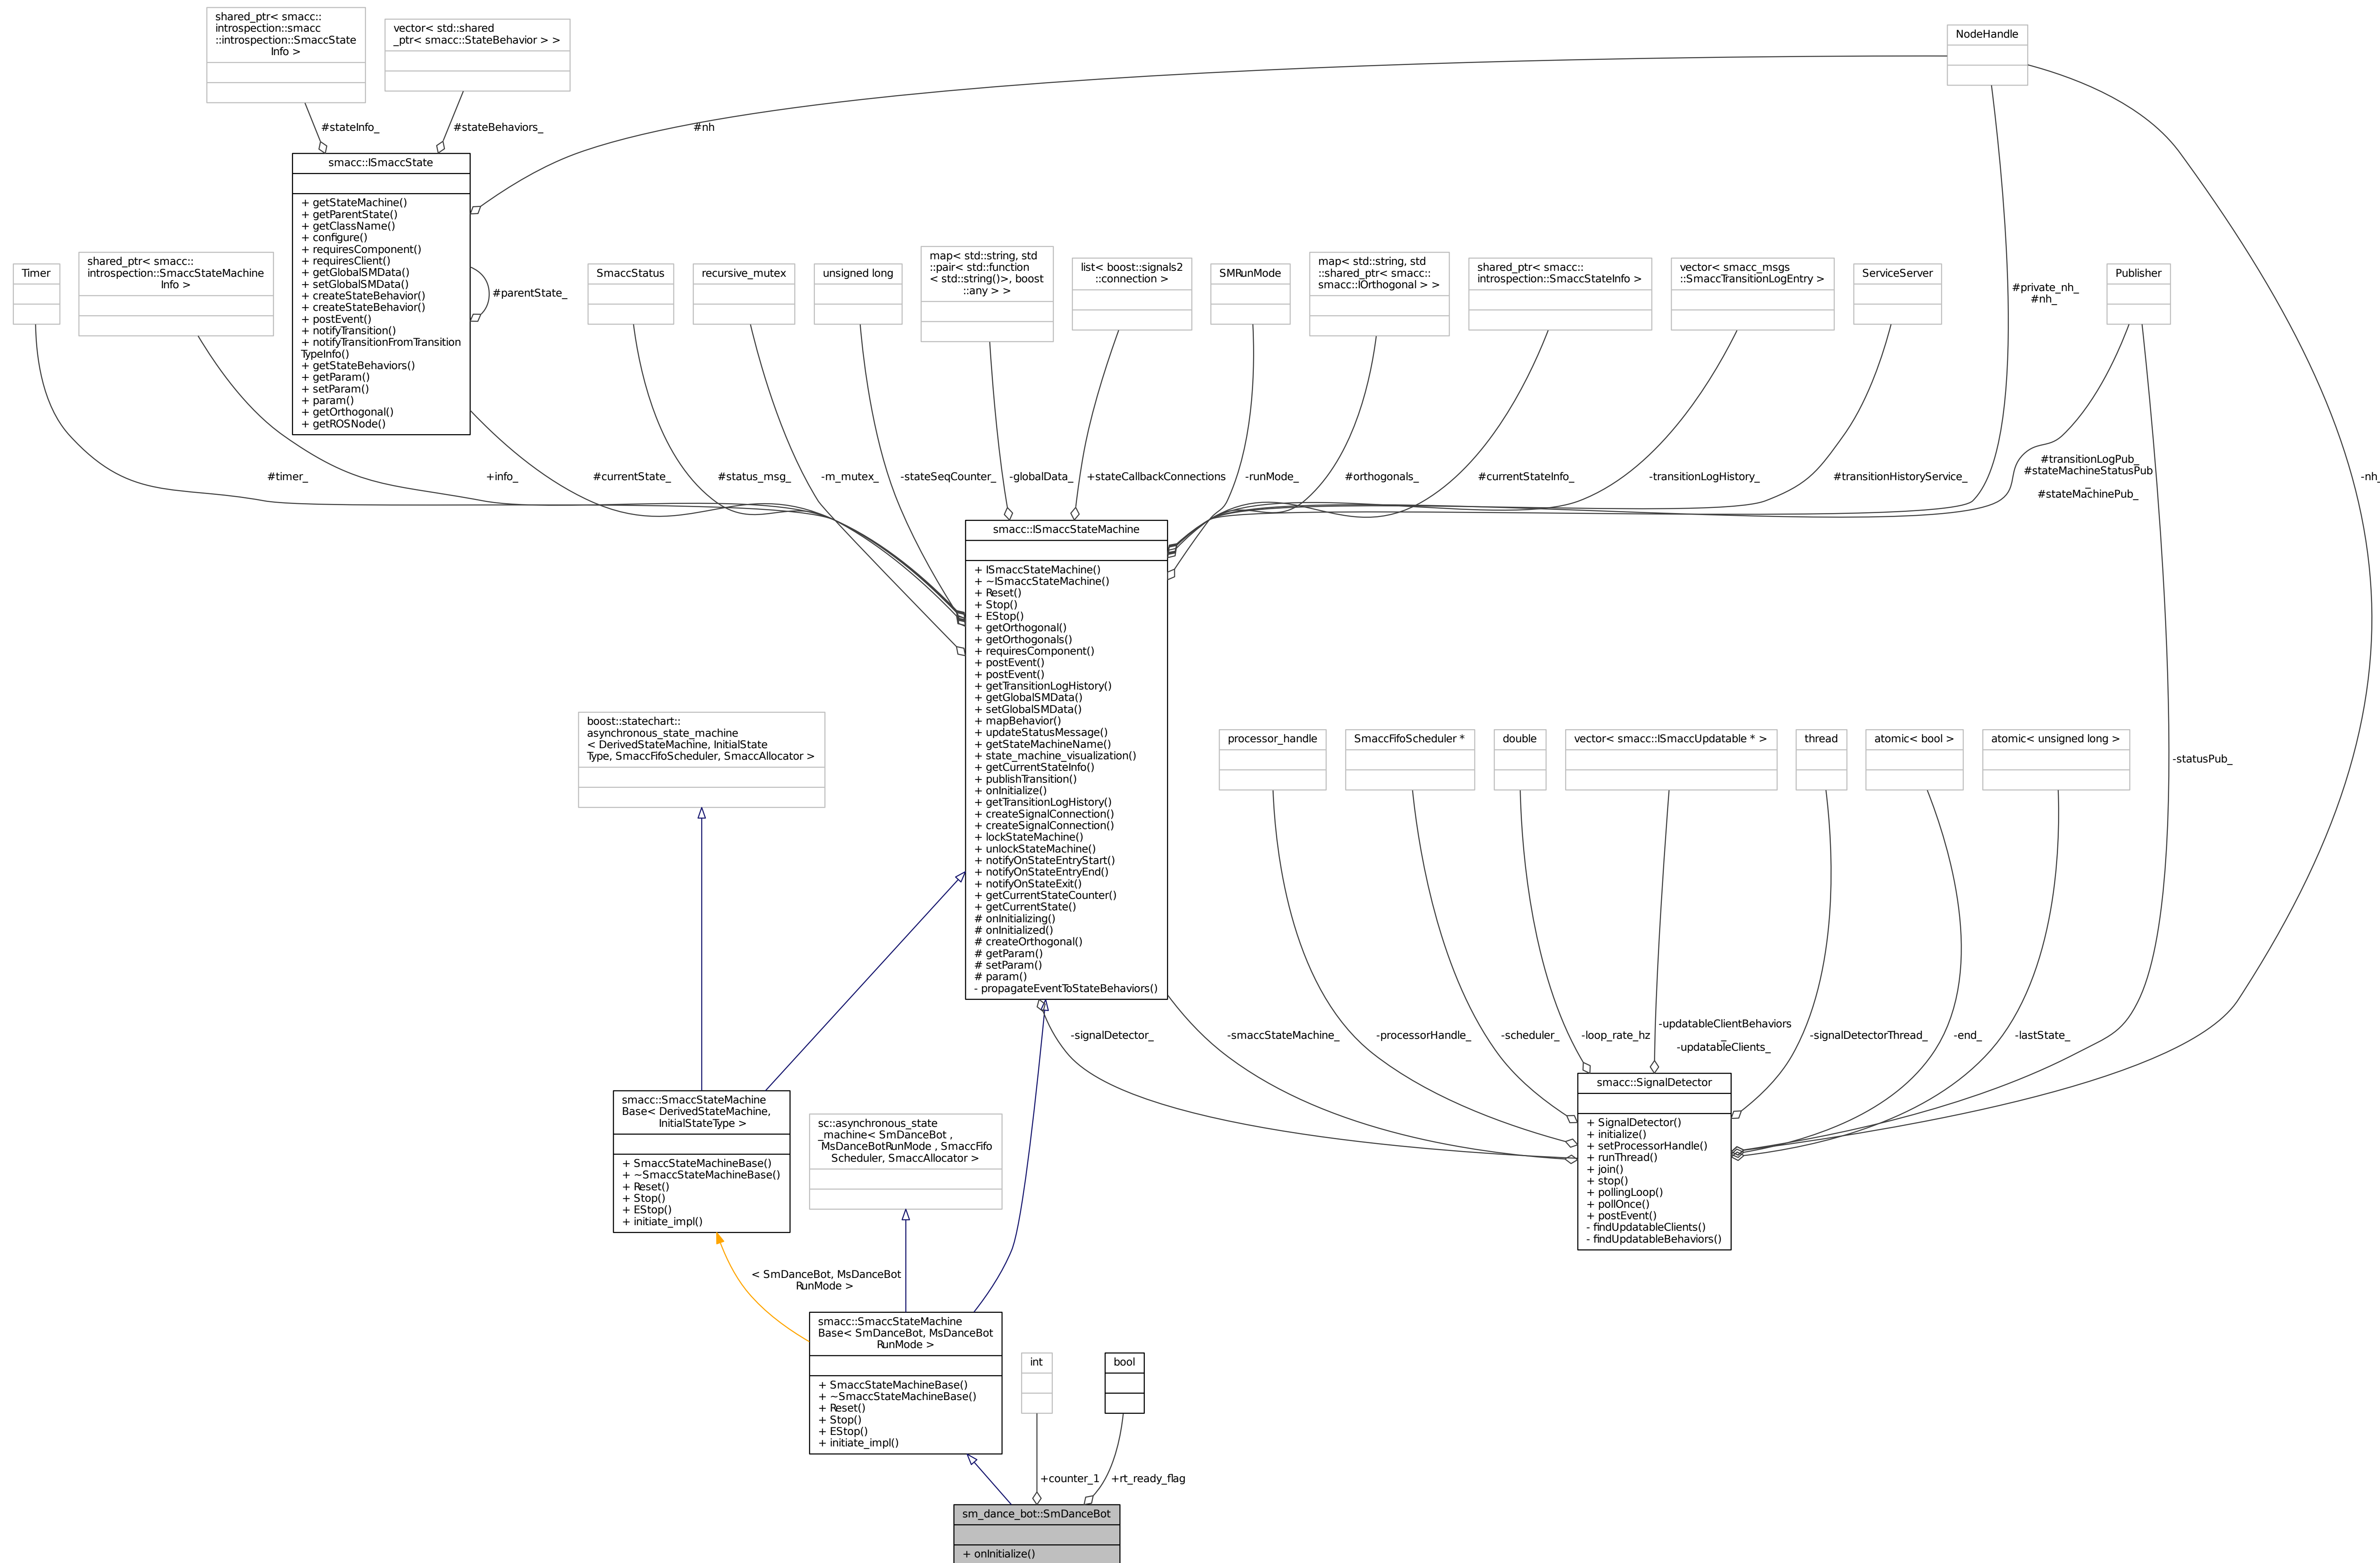 shared_ptr< smacc::
introspection::smacc
::introspection::SmaccState
Info >
vector< std::shared
_ptr< smacc::StateBehavior > >
NodeHandle
#stateInfo_
#stateBehaviors_
#nh
smacc::ISmaccState
+ getStateMachine()
+ getParentState()
+ getClassName()
+ configure()
+ requiresComponent()
+ requiresClient()
+ getGlobalSMData()
+ setGlobalSMData()
+ createStateBehavior()
+ createStateBehavior()
+ postEvent()
+ notifyTransition()
+ notifyTransitionFromTransition
TypeInfo()
+ getStateBehaviors()
+ getParam()
+ setParam()
+ param()
+ getOrthogonal()
+ getROSNode()
#parentState_
Timer
shared_ptr< smacc::
introspection::SmaccStateMachine
Info >
SmaccStatus
recursive_mutex
unsigned long
map< std::string, std
::pair< std::function
< std::string()>, boost
::any > >
list< boost::signals2
::connection >
SMRunMode
map< std::string, std
::shared_ptr< smacc::
smacc::IOrthogonal > >
shared_ptr< smacc::
introspection::SmaccStateInfo >
vector< smacc_msgs
::SmaccTransitionLogEntry >
ServiceServer
#private_nh_
#nh_
Publisher
#timer_
+info_
#currentState_
#status_msg_
-m_mutex_
-stateSeqCounter_
-globalData_
+stateCallbackConnections
-runMode_
#orthogonals_
#currentStateInfo_
-transitionLogHistory_
#transitionHistoryService_
#transitionLogPub_
#stateMachineStatusPub
_
#stateMachinePub_
-nh_
smacc::ISmaccStateMachine
+ ISmaccStateMachine()
+ ~ISmaccStateMachine()
+ Reset()
+ Stop()
+ EStop()
+ getOrthogonal()
+ getOrthogonals()
+ requiresComponent()
+ postEvent()
+ postEvent()
+ getTransitionLogHistory()
+ getGlobalSMData()
+ setGlobalSMData()
+ mapBehavior()
+ updateStatusMessage()
+ getStateMachineName()
+ state_machine_visualization()
+ getCurrentStateInfo()
+ publishTransition()
+ onInitialize()
+ getTransitionLogHistory()
+ createSignalConnection()
+ createSignalConnection()
+ lockStateMachine()
+ unlockStateMachine()
+ notifyOnStateEntryStart()
+ notifyOnStateEntryEnd()
+ notifyOnStateExit()
+ getCurrentStateCounter()
+ getCurrentState()
# onInitializing()
# onInitialized()
# createOrthogonal()
# getParam()
# setParam()
# param()
- propagateEventToStateBehaviors()
boost::statechart::
asynchronous_state_machine
< DerivedStateMachine, InitialState
Type, SmaccFifoScheduler, SmaccAllocator >
processor_handle
SmaccFifoScheduler *
double
vector< smacc::ISmaccUpdatable * >
thread
atomic< bool >
atomic< unsigned long >
-statusPub_
-signalDetector_
-smaccStateMachine_
-processorHandle_
-scheduler_
-loop_rate_hz
-updatableClientBehaviors
_
-updatableClients_
-signalDetectorThread_
-end_
-lastState_
smacc::SignalDetector
+ SignalDetector()
+ initialize()
+ setProcessorHandle()
+ runThread()
+ join()
+ stop()
+ pollingLoop()
+ pollOnce()
+ postEvent()
- findUpdatableClients()
- findUpdatableBehaviors()
smacc::SmaccStateMachine
Base< DerivedStateMachine,
InitialStateType >
+ SmaccStateMachineBase()
+ ~SmaccStateMachineBase()
+ Reset()
+ Stop()
+ EStop()
+ initiate_impl()
sc::asynchronous_state
_machine< SmDanceBot ,
MsDanceBotRunMode , SmaccFifo
Scheduler, SmaccAllocator >
< SmDanceBot, MsDanceBot
RunMode >
smacc::SmaccStateMachine
Base< SmDanceBot, MsDanceBot
RunMode >
+ SmaccStateMachineBase()
+ ~SmaccStateMachineBase()
+ Reset()
+ Stop()
+ EStop()
+ initiate_impl()
int
bool
+counter_1
+rt_ready_flag
sm_dance_bot::SmDanceBot
+ onInitialize()